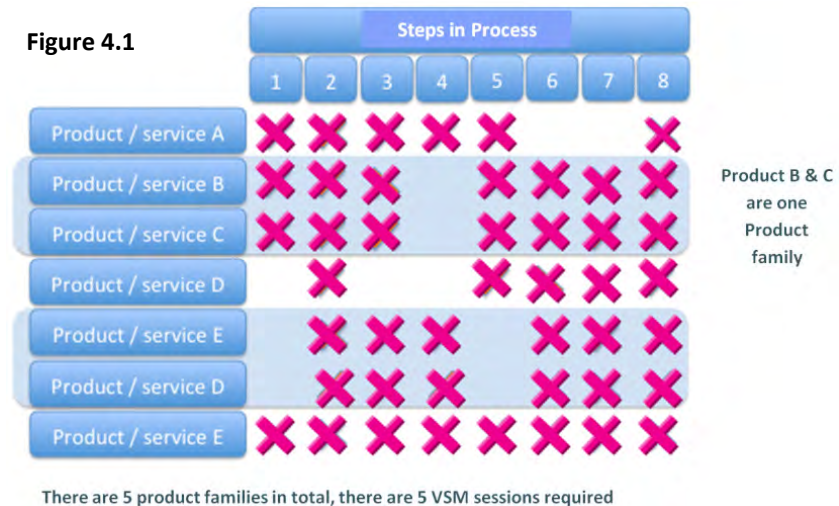 Figure 4.1
Steps in Process
1 2 3 4 5 6 7 8
Product / service A
Product / service B
Product / service C
Product / service D
Product / service E
Product / service D
Product / service E
Product B & C
are one
Product
family
There are 5 product families in total, there are 5 VSM sessions required